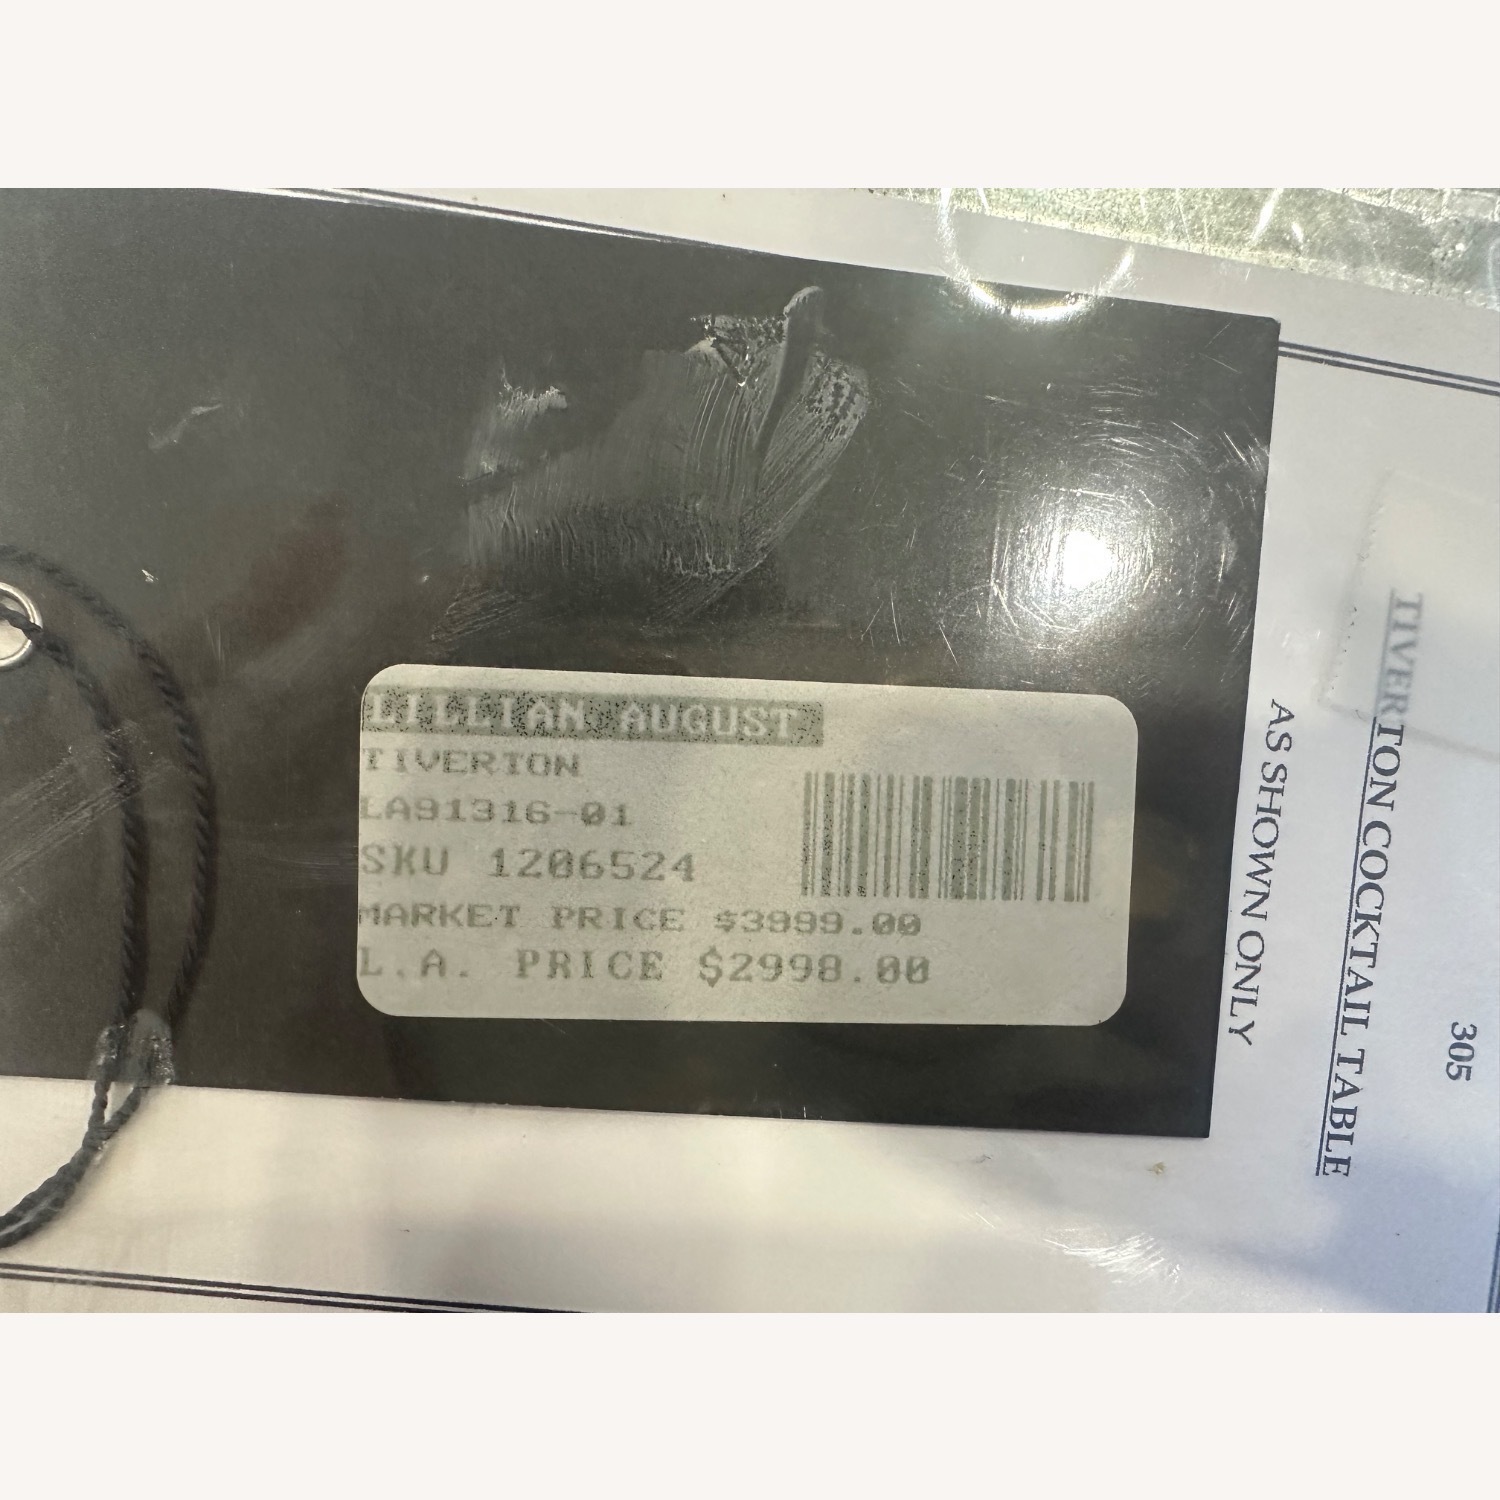 LILLIAN AUGUST
TIVERTON
LA91316-01
SKU 1206524
MARKET PRICE $3999.00
L.A. PRICE $2998.00
305
TIVERTON COCKTAIL TABLE
AS SHOWN ONLY